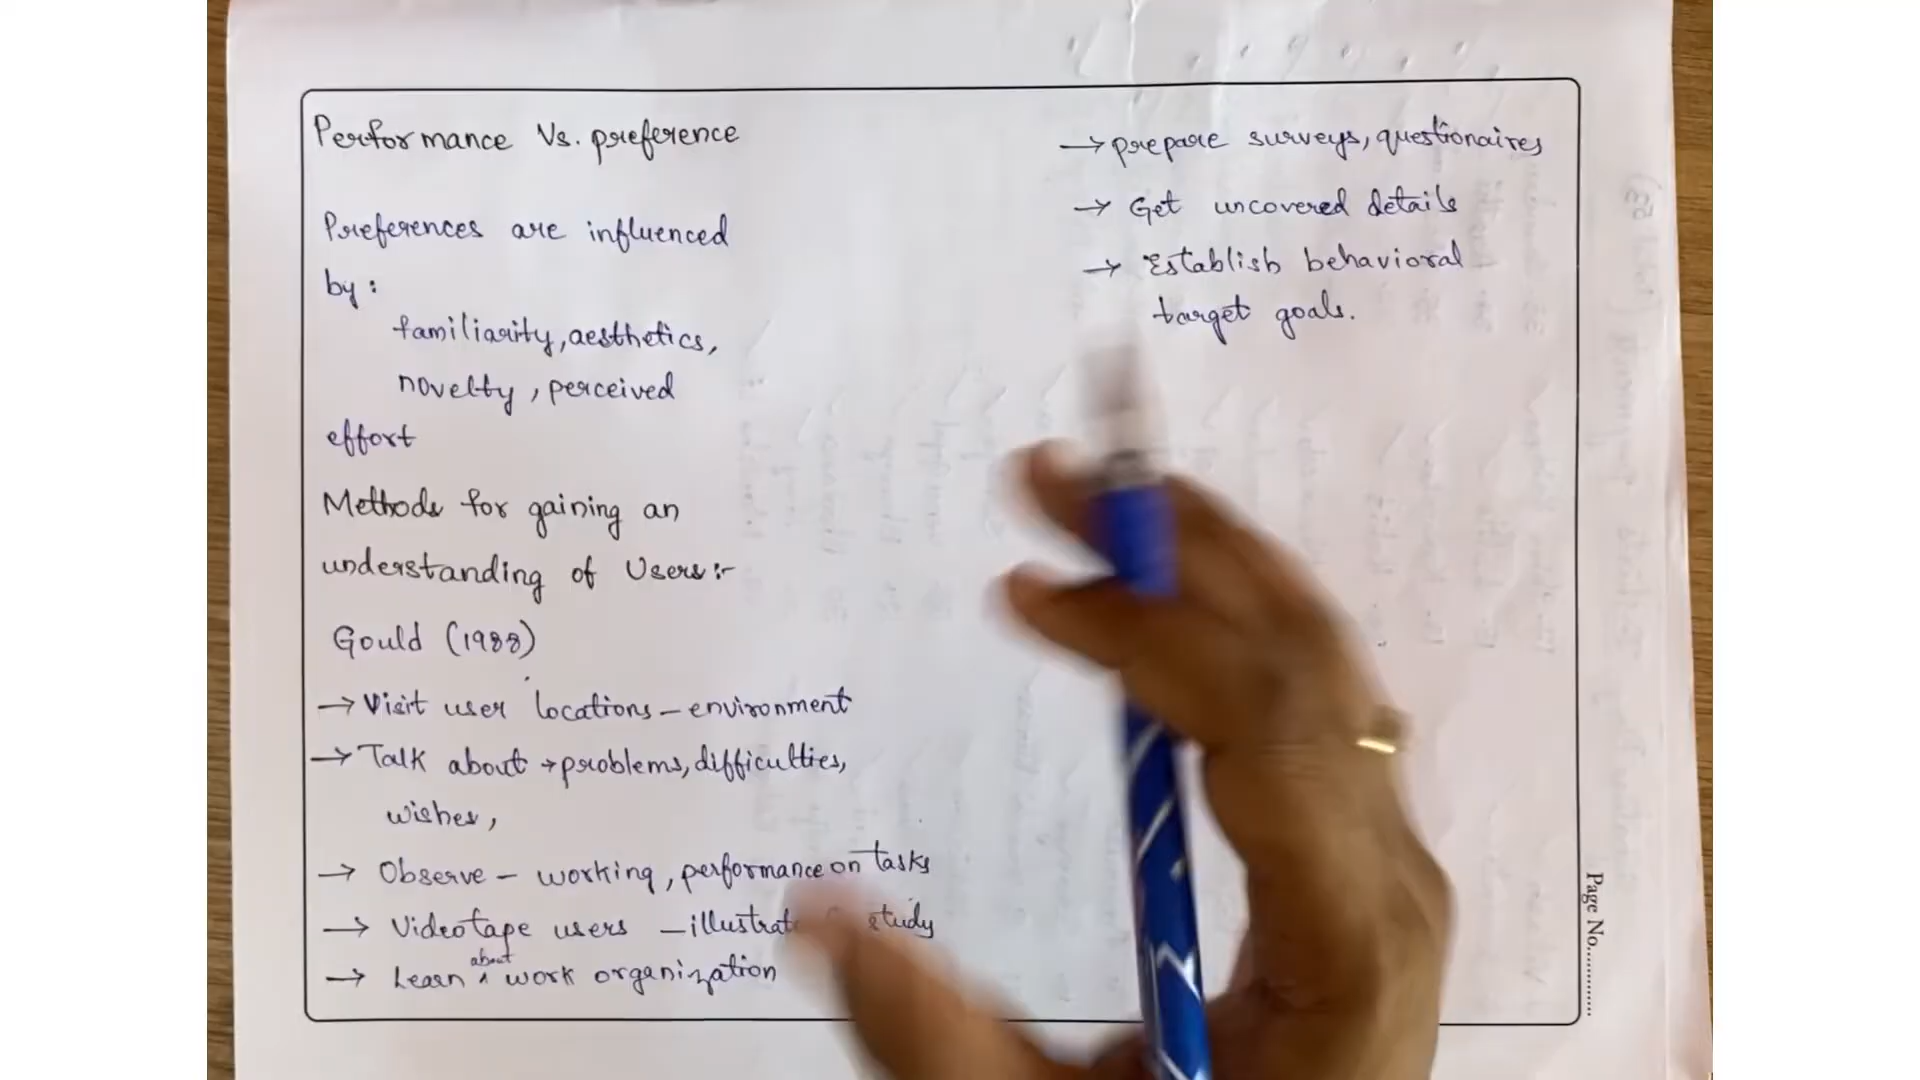 Performance Vs. preference
Preferences are influenced
by:
familiarity, aesthetics,
novelty, perceived
effort
Methods for gaining an
understanding of Users:-
Gould (1988)
→ Visit user locations - environment
→ Talk about → problems, difficulties,
wishes,
→ Observe - working, performance on tasks
→ Videotape users - study
→ Learn about work organization
→ prepare surveys, questionaires
→ Get uncovered details
→ Establish behavioral
target goals.
Page No............